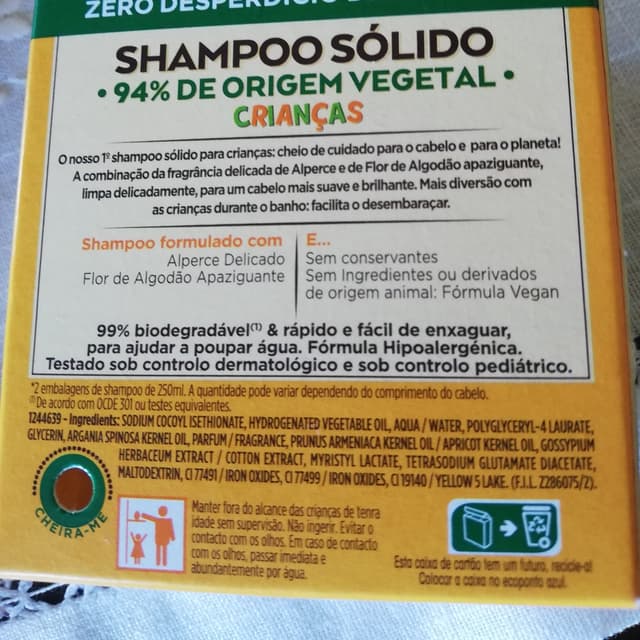 ZERO DESPERDÍCIO
SHAMPOO SÓLIDO
• 94% DE ORIGEM VEGETAL •
CRIANÇAS
O nosso 1º shampoo sólido para crianças: cheio de cuidado para o cabelo e para o planeta!
A combinação da fragrância delicada de Alperce e de Flor de Algodão apaziguante,
limpa delicadamente, para um cabelo mais suave e brilhante. Mais diversão com
as crianças durante o banho: facilita o desembaraçar.
Shampoo formulado com
Alperce Delicado
Flor de Algodão Apaziguante
E...
Sem conservantes
Sem Ingredientes ou derivados
de origem animal: Fórmula Vegan
99% biodegradável⁽¹⁾ & rápido e fácil de enxaguar,
para ajudar a poupar água. Fórmula Hipoalergénica.
Testado sob controlo dermatológico e sob controlo pediátrico.
*2 embalagens de shampoo de 250ml. A quantidade pode variar dependendo do comprimento do cabelo.
⁽¹⁾De acordo com OCDE 301 ou testes equivalentes.
1244639 - Ingredients: SODIUM COCOYL ISETHIONATE, HYDROGENATED VEGETABLE OIL, AQUA / WATER, POLYGLYCERYL-4 LAURATE,
GLYCERIN, ARGANIA SPINOSA KERNEL OIL, PARFUM / FRAGRANCE, PRUNUS ARMENIACA KERNEL OIL / APRICOT KERNEL OIL, GOSSYPIUM
HERBACEUM EXTRACT / COTTON EXTRACT, MYRISTYL LACTATE, TETRASODIUM GLUTAMATE DIACETATE,
MALTODEXTRIN, CI 77491 / IRON OXIDES, CI 77499 / IRON OXIDES, CI 19140 / YELLOW 5 LAKE. (F.I.L. Z286075/2).
CHEIRA-ME
Manter fora do alcance das crianças de tenra
idade sem supervisão. Não ingerir. Evitar o
contacto com os olhos. Em caso de contacto
com os olhos, passar imediata e
abundantemente por água.
Esta caixa de cartão tem um futuro, recicle-a!
Colocar a caixa no ecoponto azul.